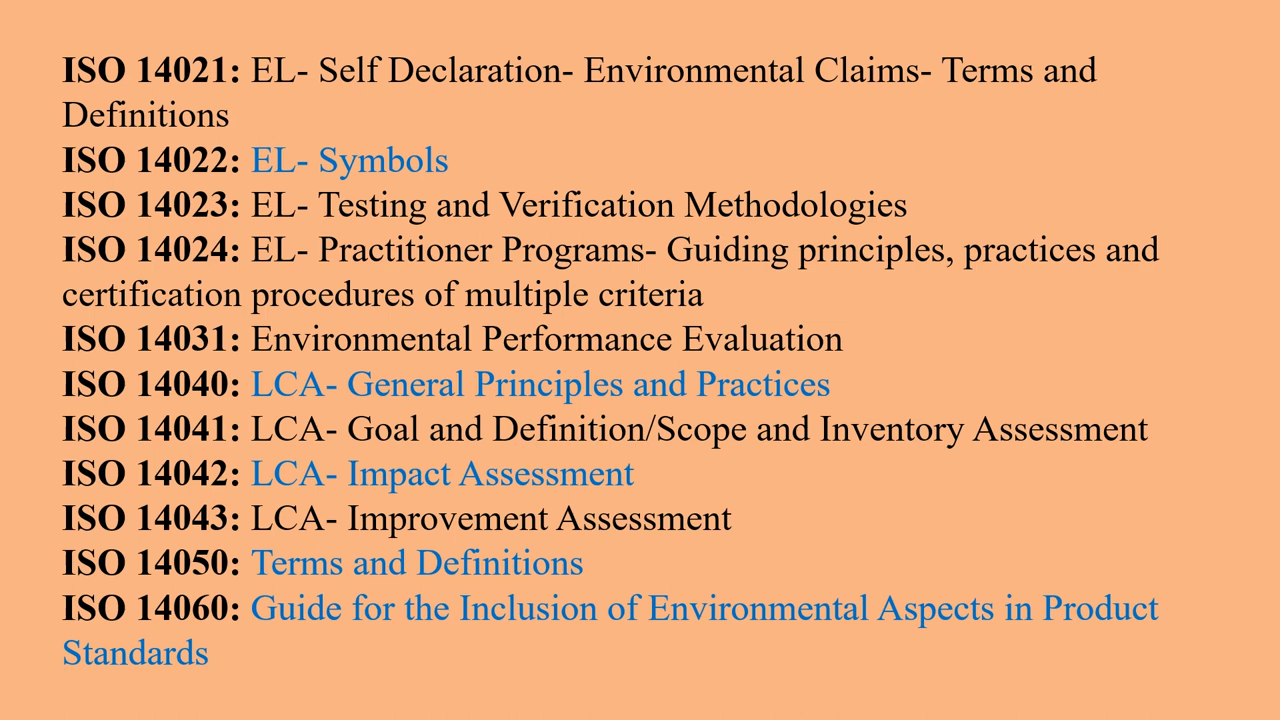 ISO 14021: EL- Self Declaration- Environmental Claims- Terms and
Definitions
ISO 14022: EL- Symbols
ISO 14023: EL- Testing and Verification Methodologies
ISO 14024: EL- Practitioner Programs- Guiding principles, practices and
certification procedures of multiple criteria
ISO 14031: Environmental Performance Evaluation
ISO 14040: LCA- General Principles and Practices
ISO 14041: LCA- Goal and Definition/Scope and Inventory Assessment
ISO 14042: LCA- Impact Assessment
ISO 14043: LCA- Improvement Assessment
ISO 14050: Terms and Definitions
ISO 14060: Guide for the Inclusion of Environmental Aspects in Product
Standards